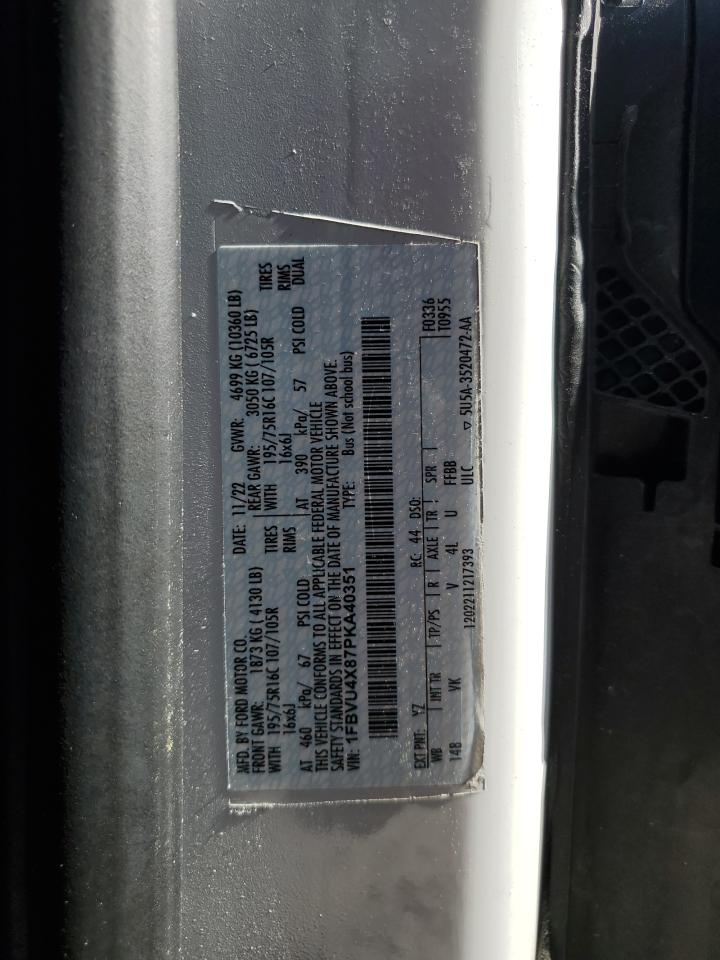 MFD. BY FORD MOTOR CO. DATE: 11/22 GVWR: 4699 KG (10360 LB)
FRONT GAWR: 1873 KG (4130 LB) REAR GAWR: 3050 KG (6725 LB)
WITH 195/75R16C 107/105R TIRES WITH 195/75R16C 107/105R TIRES
16x6J RIMS 16x6J RIMS
AT 460 kPa/ 67 PSI COLD AT 390 kPa/ 57 PSI COLD DUAL
THIS VEHICLE CONFORMS TO ALL APPLICABLE FEDERAL MOTOR VEHICLE
SAFETY STANDARDS IN EFFECT ON THE DATE OF MANUFACTURE SHOWN ABOVE.
VIN: 1FBVU4X87PKA40351 TYPE: Bus (Not school bus)
F0336
EXT PNT: YZ RC: 44 DSO: T0955
WB INT TR TP/PS R AXLE TR SPR
148 VK V 4L U FFBB
1202211217393 ULC ▽ 5U5A-3520472-AA